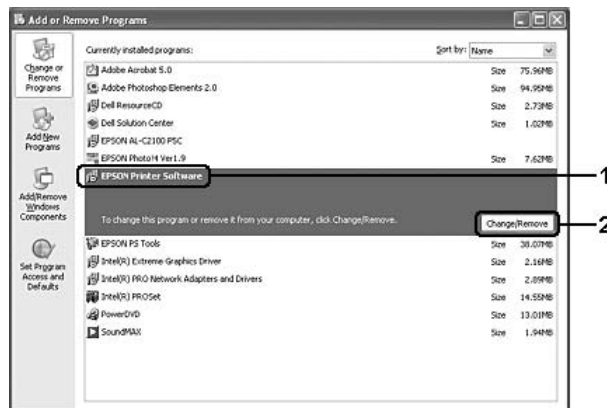 Add or Remove Programs
Change or
Remove
Programs
Add New
Programs
Add/Remove
Windows
Components
Set Program
Access and
Defaults
Currently installed programs:
Sort by: Name
Adobe Acrobat 5.0 Size 75.96MB
Adobe Photoshop Elements 2.0 Size 94.95MB
Dell ResourceCD Size 2.73MB
Dell Solution Center Size 1.02MB
EPSON AL-C2100 PSC
EPSON Photo!4 Ver1.9 Size 7.62MB
EPSON Printer Software 1
To change this program or remove it from your computer, click Change/Remove. Change/Remove 2
EPSON PS Tools Size 38.07MB
Intel(R) Extreme Graphics Driver Size 2.16MB
Intel(R) PRO Network Adapters and Drivers Size 2.89MB
Intel(R) PROSet Size 14.55MB
PowerDVD Size 13.01MB
SoundMAX Size 1.94MB